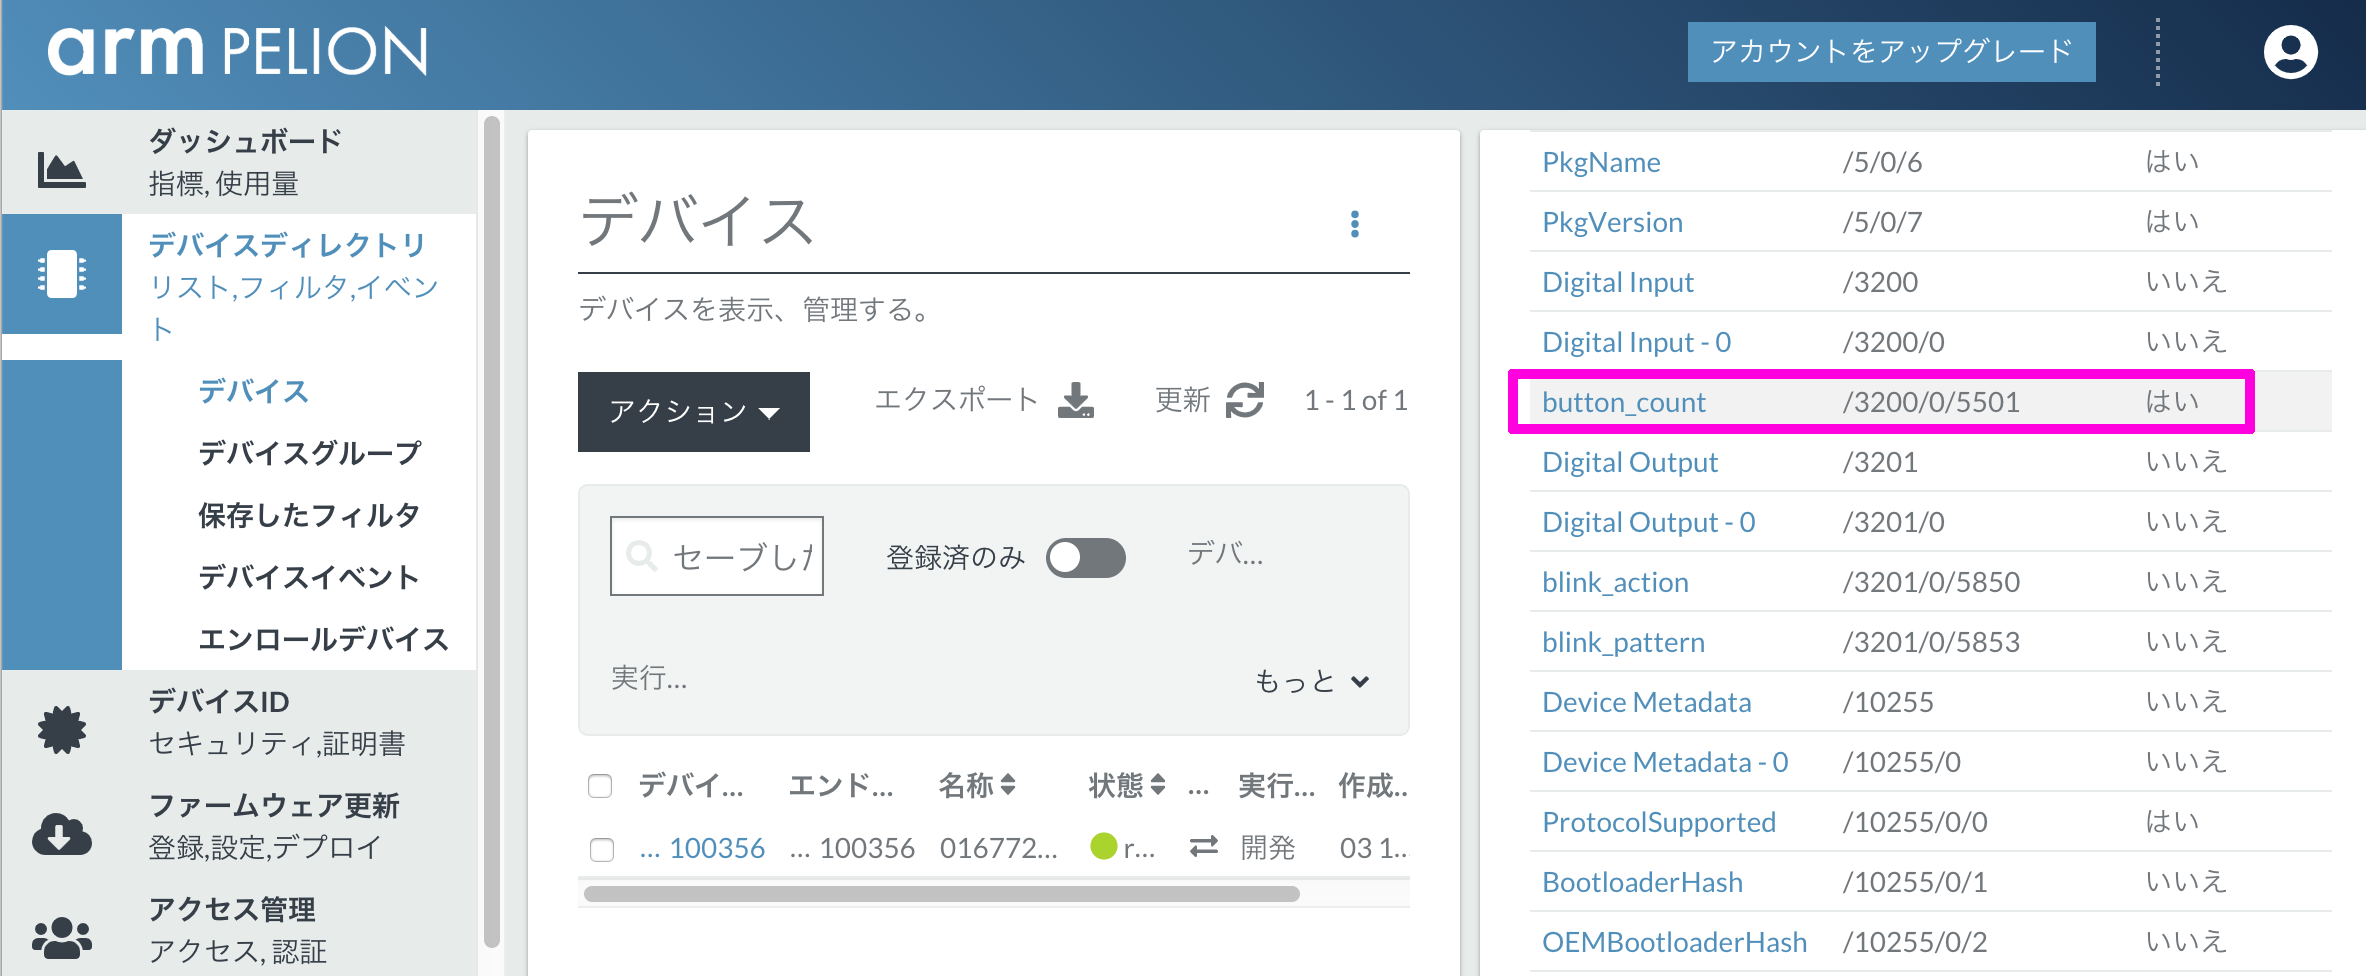 arm PELION
アカウントをアップグレード
ダッシュボード
指標, 使用量
デバイスディレクトリ
リスト,フィルタ,イベン
ト
デバイス
デバイスグループ
保存したフィルタ
デバイスイベント
エンロールデバイス
デバイスID
セキュリティ,証明書
ファームウェア更新
登録,設定,デプロイ
アクセス管理
アクセス, 認証
デバイス
デバイスを表示、管理する。
アクション
エクスポート
更新
1 - 1 of 1
セーブした
登録済のみ
デバ...
実行...
もっと
デバイ... エンド... 名称 状態 ... 実行... 作成..
... 100356 ... 100356 016772... r... 開発 03 1..
PkgName /5/0/6 はい
PkgVersion /5/0/7 はい
Digital Input /3200 いいえ
Digital Input - 0 /3200/0 いいえ
button_count /3200/0/5501 はい
Digital Output /3201 いいえ
Digital Output - 0 /3201/0 いいえ
blink_action /3201/0/5850 いいえ
blink_pattern /3201/0/5853 いいえ
Device Metadata /10255 いいえ
Device Metadata - 0 /10255/0 いいえ
ProtocolSupported /10255/0/0 はい
BootloaderHash /10255/0/1 いいえ
OEMBootloaderHash /10255/0/2 いいえ